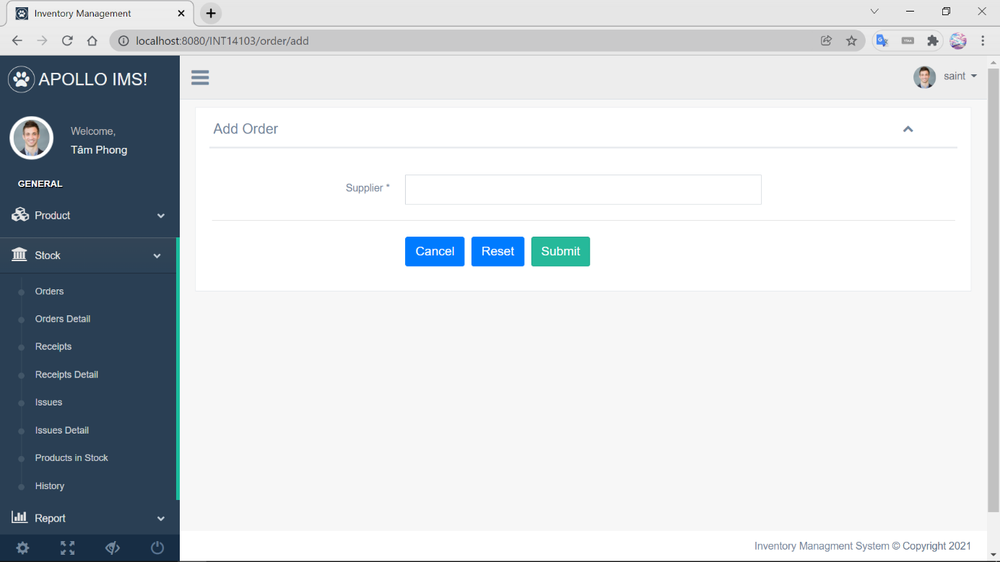 Inventory Management
localhost:8080/INT14103/order/add
APOLLO IMS!
saint
Welcome,
Tâm Phong
GENERAL
Product
Stock
Orders
Orders Detail
Receipts
Receipts Detail
Issues
Issues Detail
Products in Stock
History
Report
Add Order
Supplier *
Cancel
Reset
Submit
Inventory Managment System © Copyright 2021